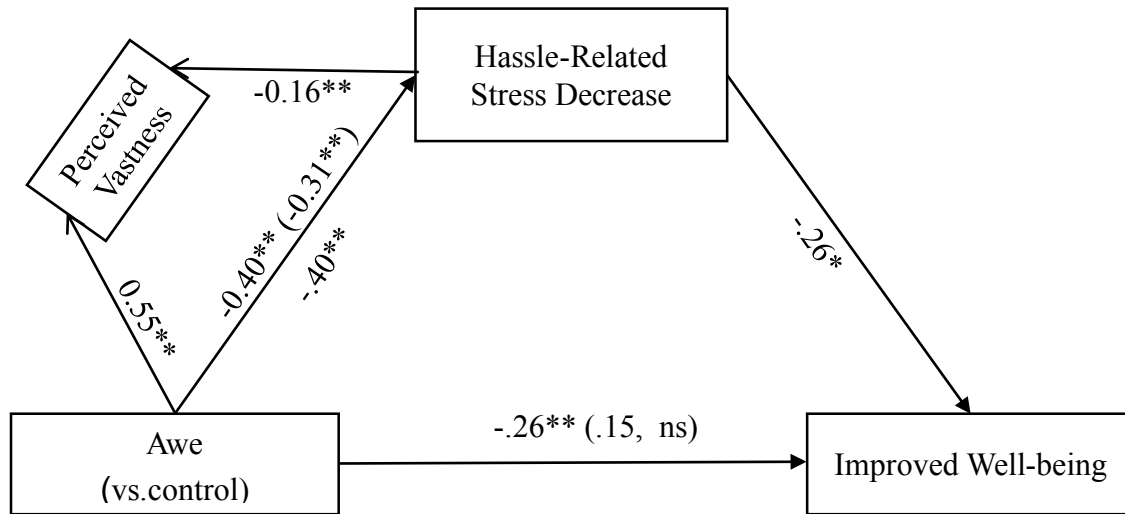 Hassle-Related
Stress Decrease
-0.16**
Perceived
Vastness
-0.40** (-0.31**)
-.40**
-.26*
0.55**
-.26** (.15, ns)
Awe
(vs.control)
Improved Well-being